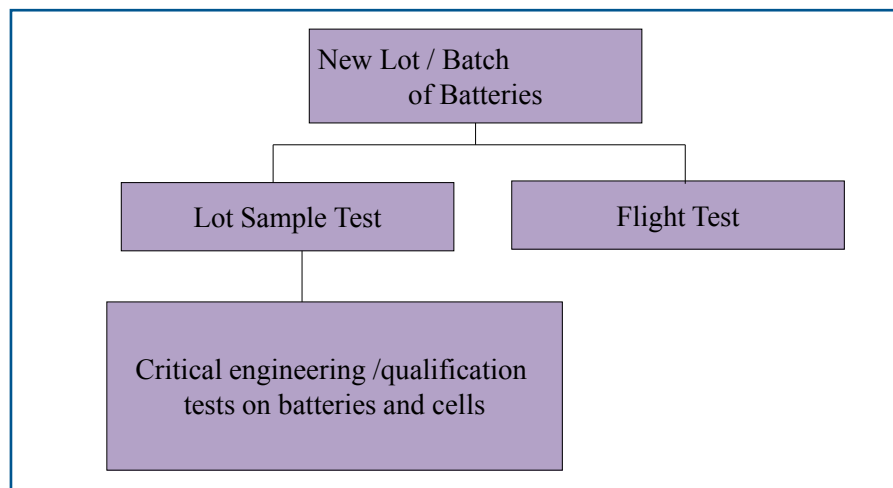 New Lot / Batch
of Batteries
Lot Sample Test
Flight Test
Critical engineering /qualification
tests on batteries and cells